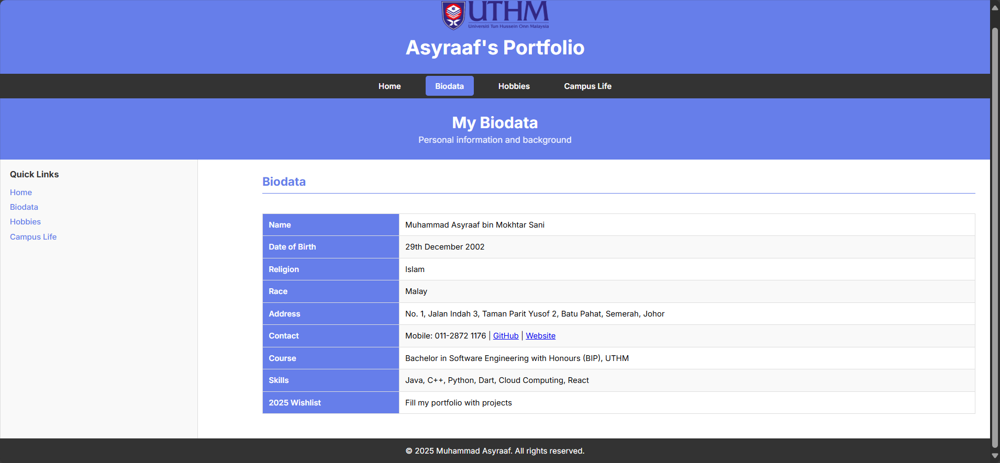 UTHM
Universiti Tun Hussein Onn Malaysia
Asyraaf's Portfolio
Home Biodata Hobbies Campus Life
My Biodata
Personal information and background
Quick Links
Home
Biodata
Hobbies
Campus Life
Biodata
Name Muhammad Asyraaf bin Mokhtar Sani
Date of Birth 29th December 2002
Religion Islam
Race Malay
Address No. 1, Jalan Indah 3, Taman Parit Yusof 2, Batu Pahat, Semerah, Johor
Contact Mobile: 011-2872 1176 | GitHub | Website
Course Bachelor in Software Engineering with Honours (BIP), UTHM
Skills Java, C++, Python, Dart, Cloud Computing, React
2025 Wishlist Fill my portfolio with projects
© 2025 Muhammad Asyraaf. All rights reserved.